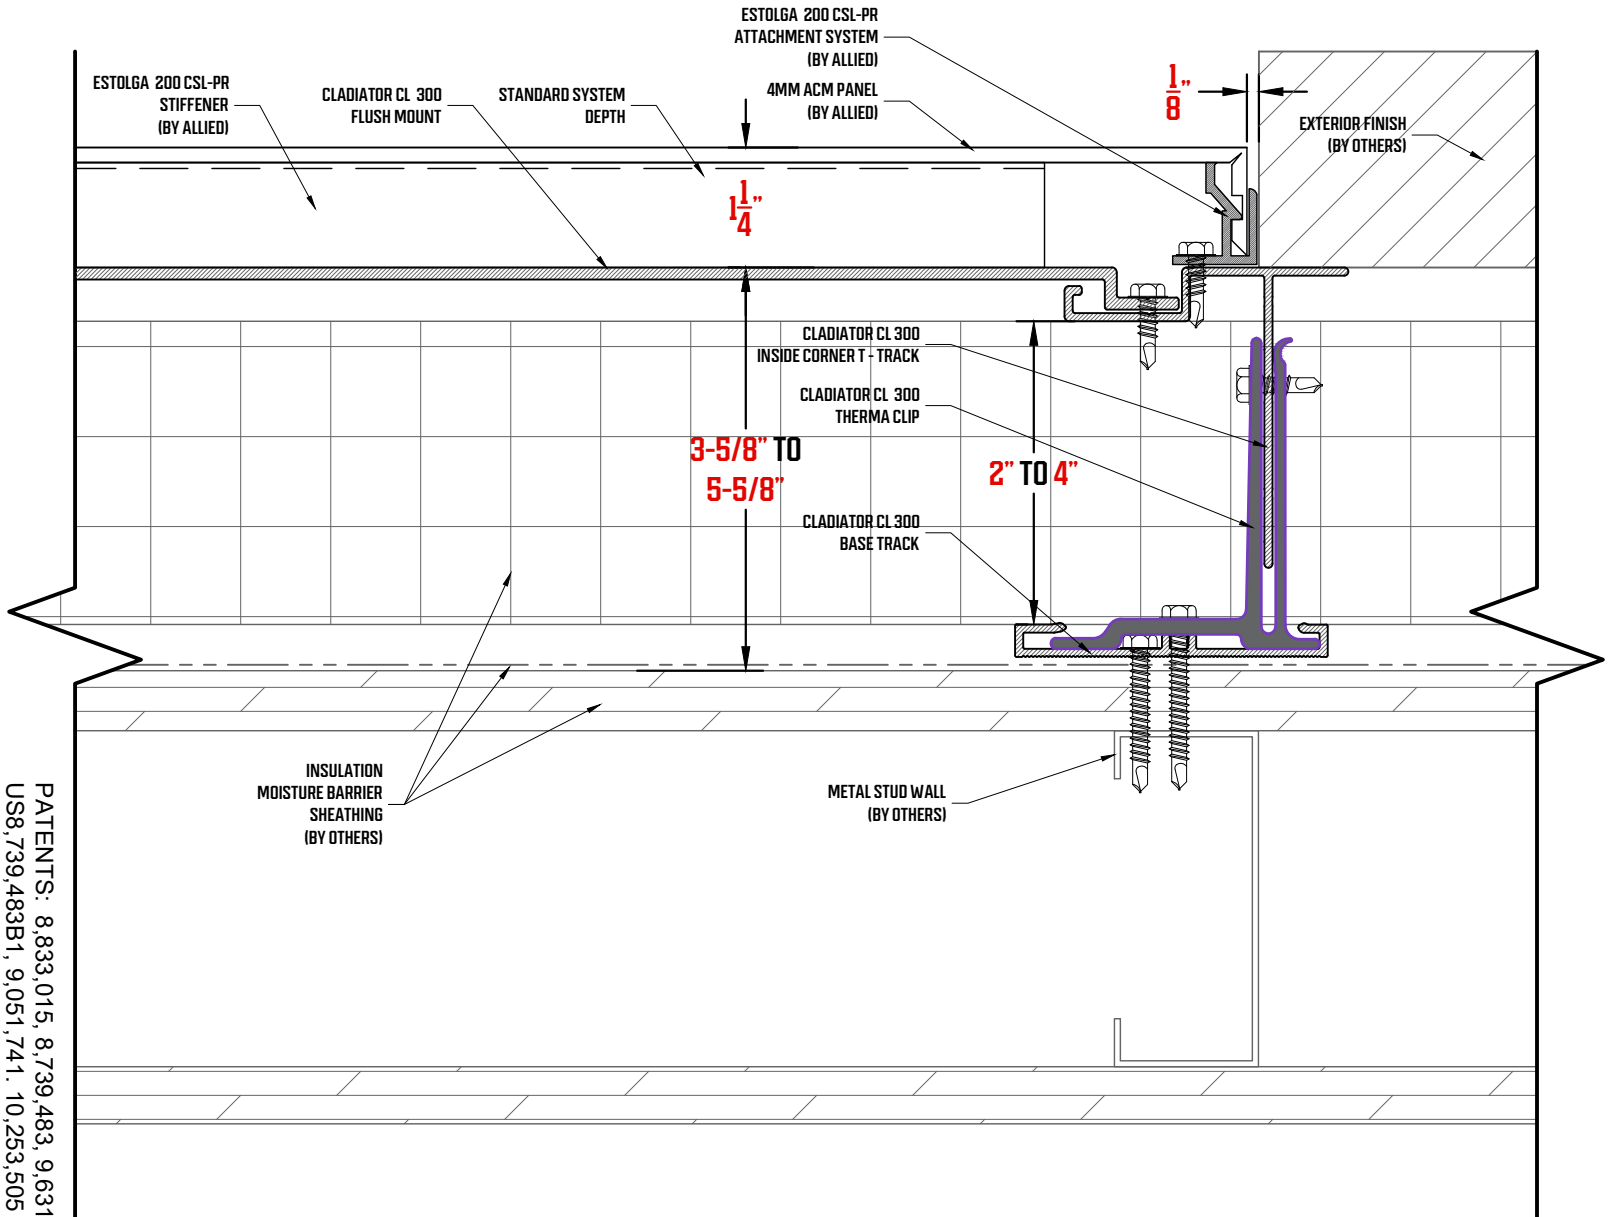 ESTOLGA 200 CSL-PR
ATTACHMENT SYSTEM
(BY ALLIED)
ESTOLGA 200 CSL-PR
STIFFENER
(BY ALLIED)
CLADIATOR CL 300
FLUSH MOUNT
STANDARD SYSTEM
DEPTH
4MM ACM PANEL
(BY ALLIED)
1/8"
EXTERIOR FINISH
(BY OTHERS)
1 1/4"
CLADIATOR CL 300
INSIDE CORNER T - TRACK
CLADIATOR CL 300
THERMA CLIP
3-5/8" TO
5-5/8"
2" TO 4"
CLADIATOR CL 300
BASE TRACK
INSULATION
MOISTURE BARRIER
SHEATHING
(BY OTHERS)
METAL STUD WALL
(BY OTHERS)
PATENTS: 8,833,015, 8,739,483, 9,631
US8,739,483B1, 9,051,741. 10,253,505